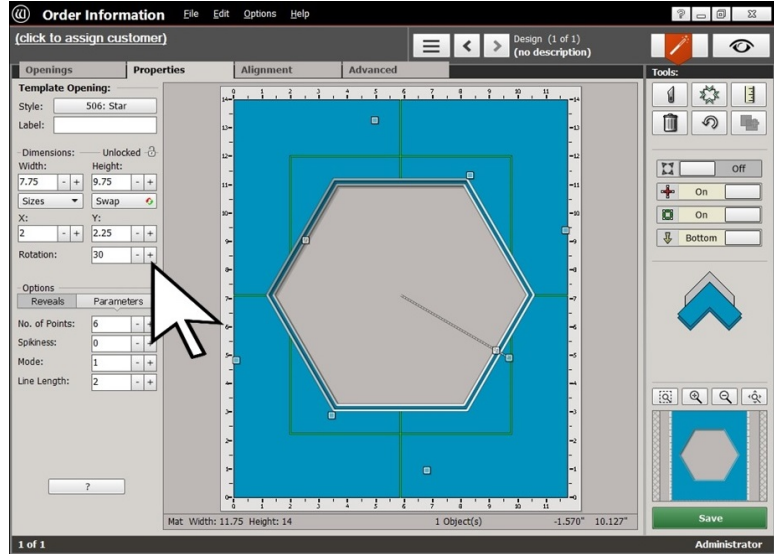 Order Information File Edit Options Help
(click to assign customer)
Design (1 of 1)
(no description)
Openings Properties Alignment Advanced
Tools:
Template Opening:
Style: 506: Star
Label:
Dimensions: Unlocked
Width: Height:
7.75 - + 9.75 - +
Sizes Swap
X: Y:
2 - + 2.25 - +
Rotation: 30 - +
Options
Reveals Parameters
No. of Points: 6 - +
Spikiness: 0 - +
Mode: 1 - +
Line Length: 2 - +
?
Off
On
On
Bottom
Mat Width: 11.75 Height: 14 1 Object(s) -1.570" 10.127"
Save
1 of 1 Administrator